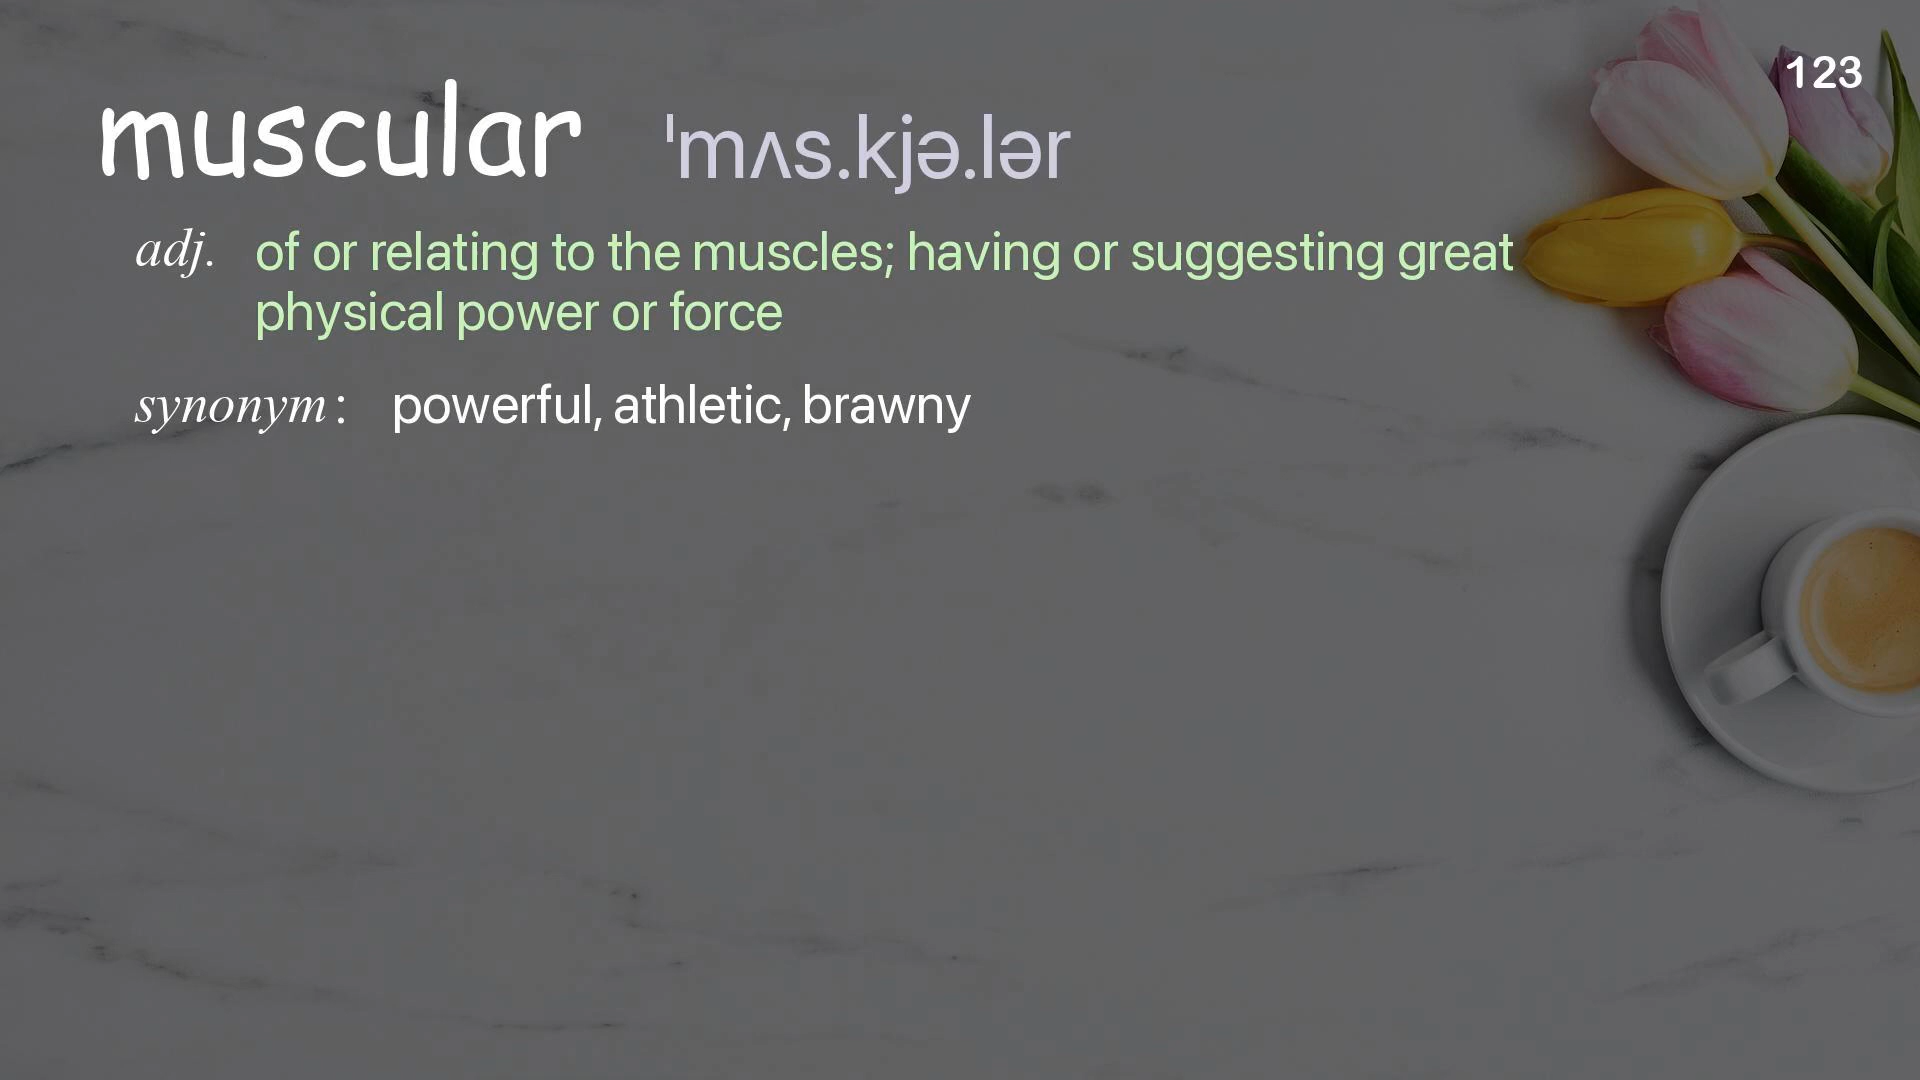 123
muscular ˈmʌs.kjə.lər
adj. of or relating to the muscles; having or suggesting great
physical power or force
synonym: powerful, athletic, brawny